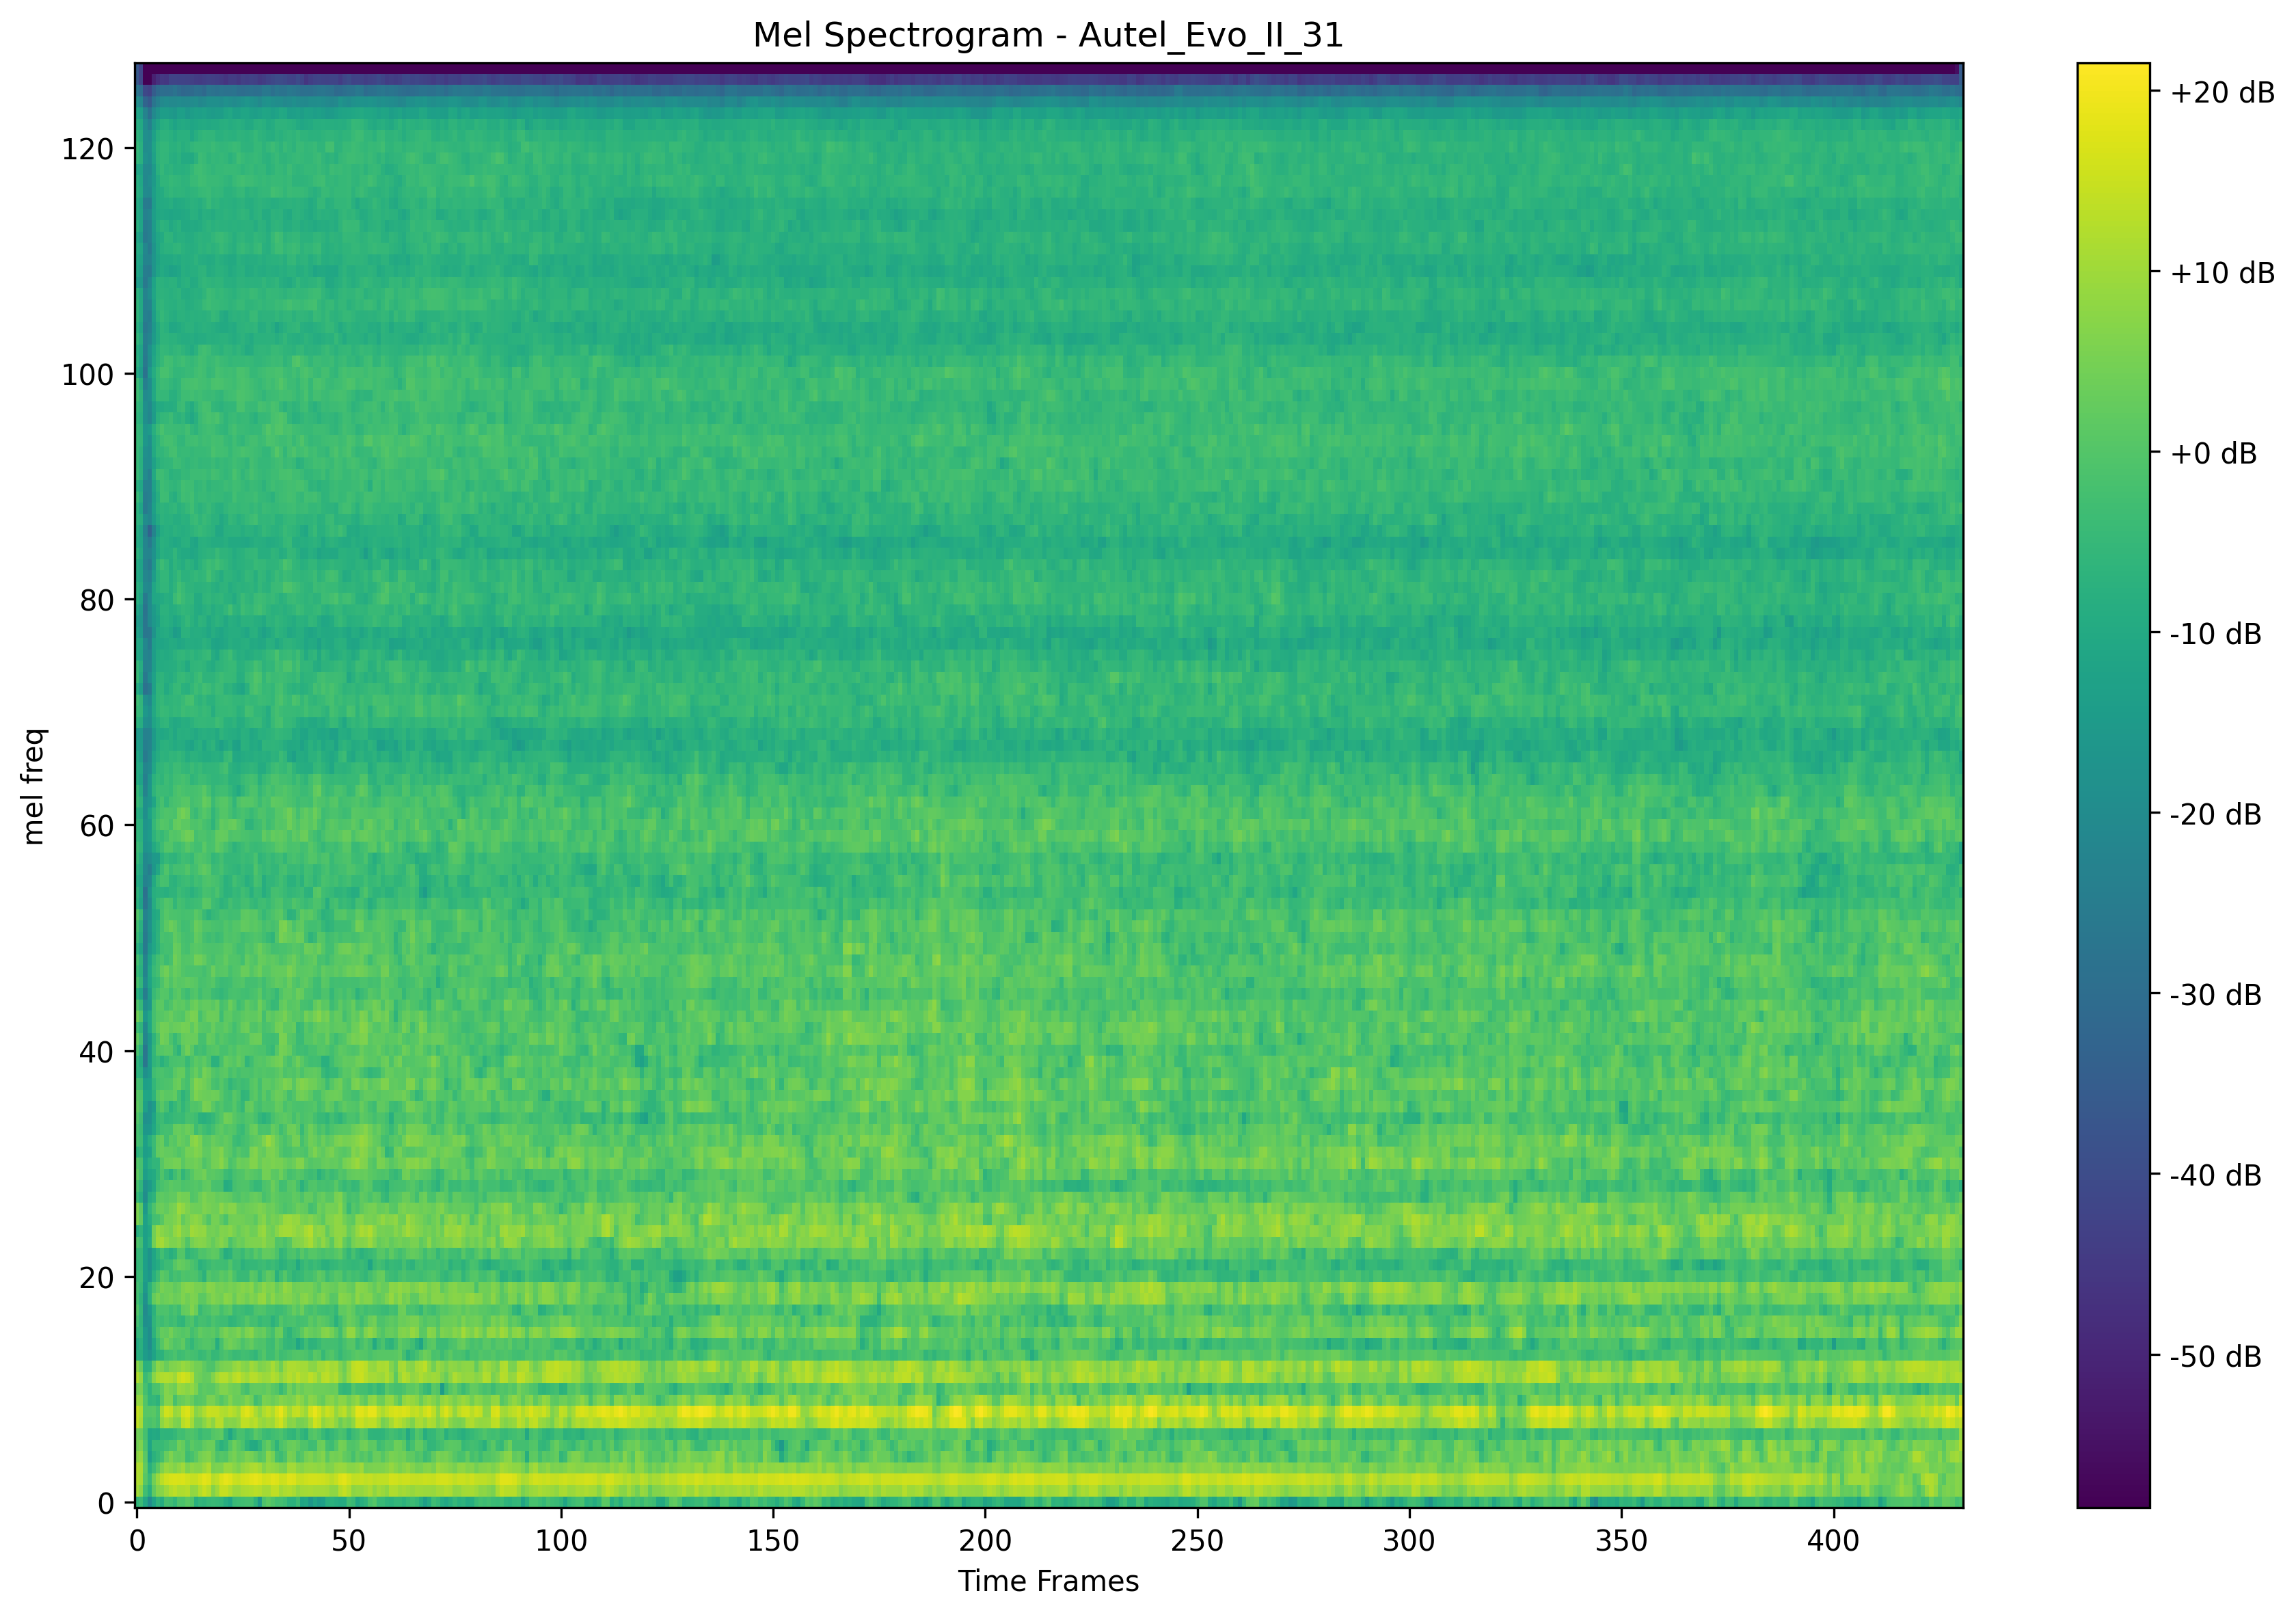 Mel Spectrogram - Autel_Evo_II_31
mel freq
120
100
80
60
40
20
0
0 50 100 150 200 250 300 350 400
Time Frames
+20 dB
+10 dB
+0 dB
-10 dB
-20 dB
-30 dB
-40 dB
-50 dB